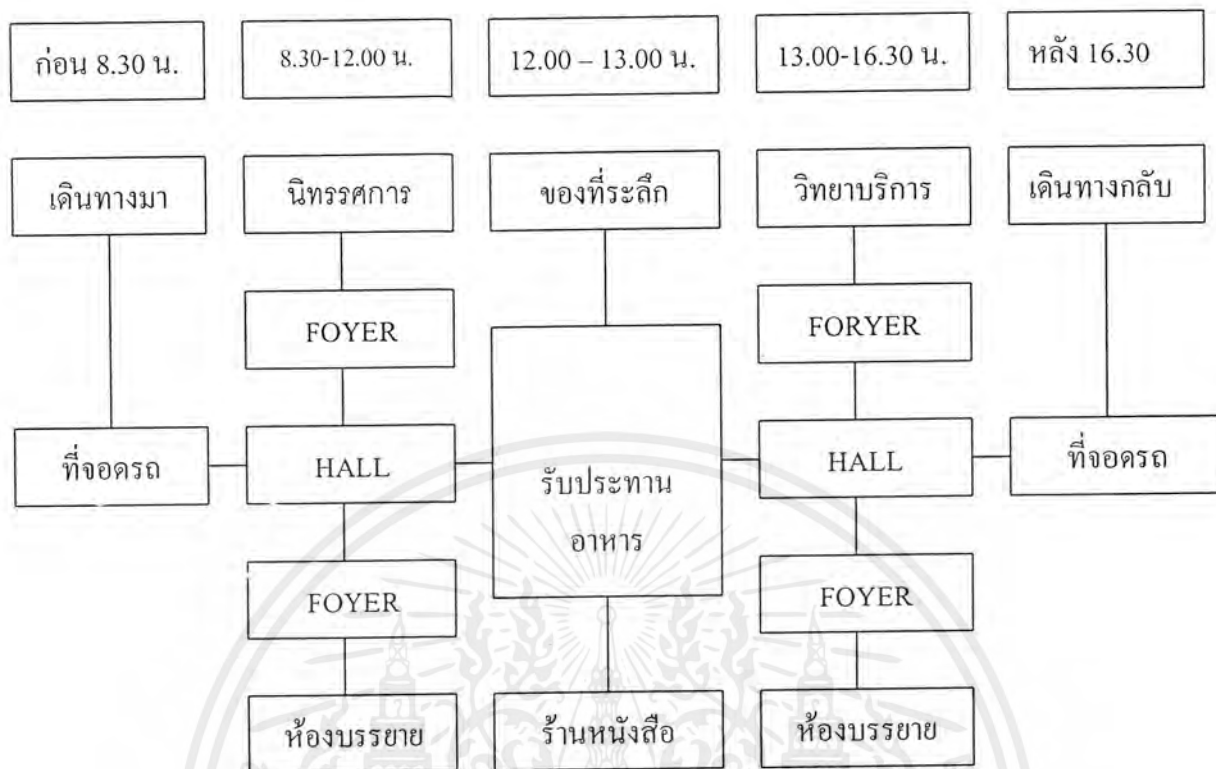 ก่อน 8.30 น.
8.30-12.00 น.
12.00 – 13.00 น.
13.00-16.30 น.
หลัง 16.30
เดินทางมา
นิทรรศการ
ของที่ระลึก
วิทยาบริการ
เดินทางกลับ
FOYER
FORYER
ที่จอดรถ
HALL
รับประทาน
อาหาร
HALL
ที่จอดรถ
FOYER
FOYER
ห้องบรรยาย
ร้านหนังสือ
ห้องบรรยาย